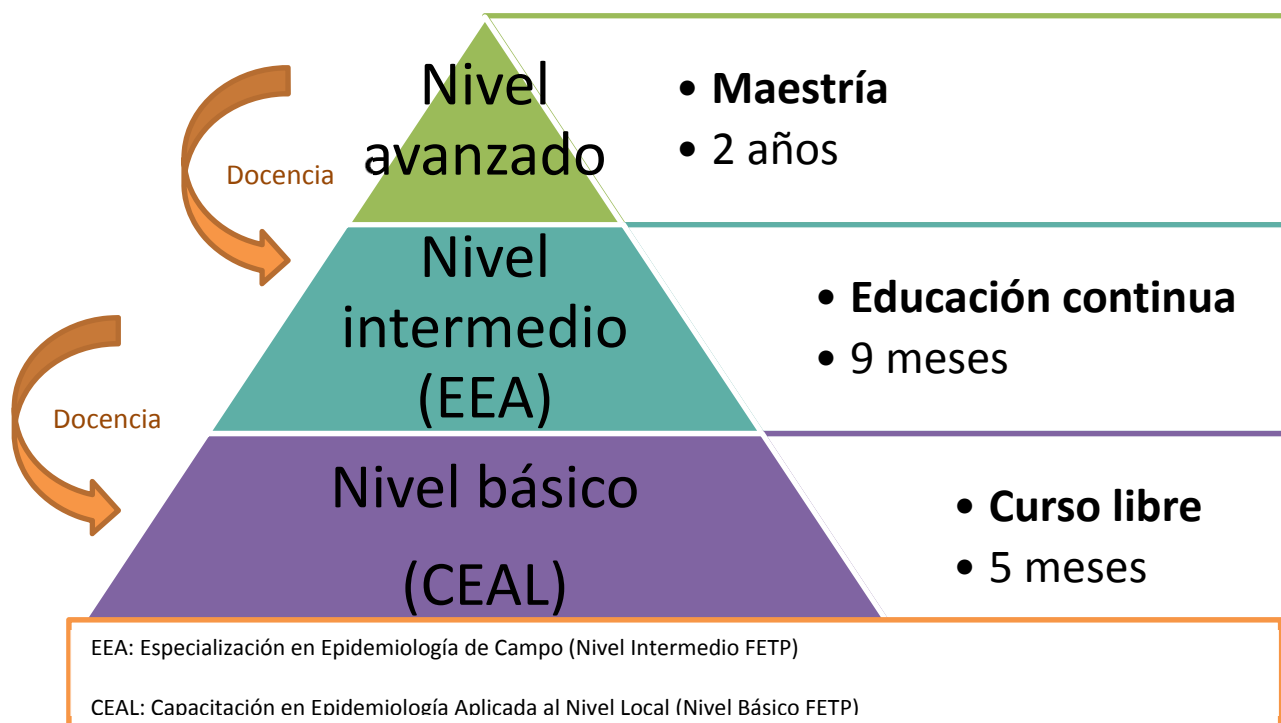 Nivel
avanzado
• Maestría
• 2 años
Docencia
Nivel
intermedio
(EEA)
• Educación continua
• 9 meses
Docencia
Nivel básico
(CEAL)
• Curso libre
• 5 meses
EEA: Especialización en Epidemiología de Campo (Nivel Intermedio FETP)
CEAL: Capacitación en Epidemiología Aplicada al Nivel Local (Nivel Básico FETP)